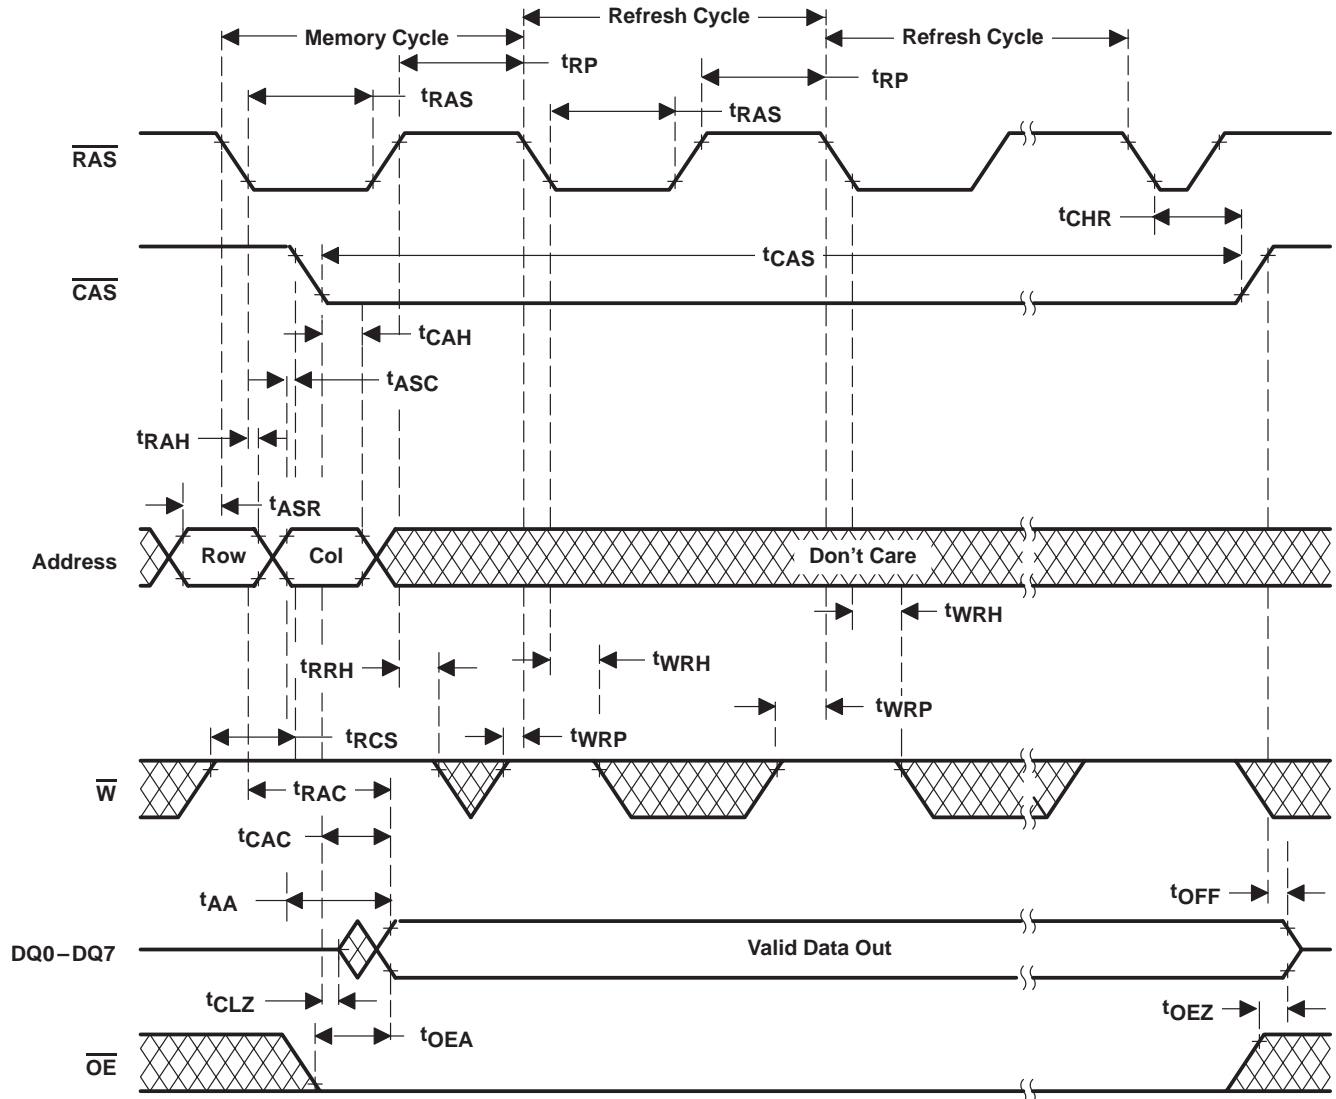 Refresh Cycle
Memory Cycle
Refresh Cycle
tRP
tRP
tRAS
tRAS
RAS
tCHR
tCAS
CAS
tCAH
tASC
tRAH
tASR
Address
Row
Col
Don't Care
tWRH
tRRH
tWRH
tWRP
tRCS
tWRP
W
tRAC
tCAC
tAA
tOFF
DQ0–DQ7
Valid Data Out
tCLZ
tOEZ
tOEA
OE